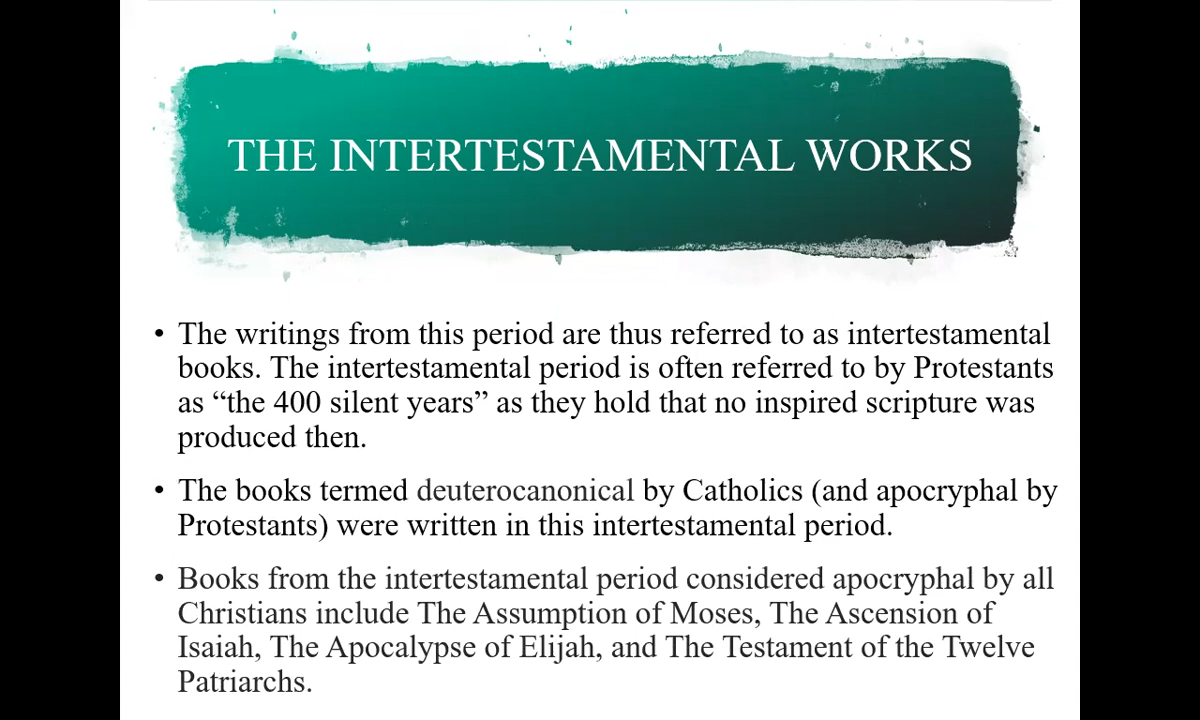 THE INTERTESTAMENTAL WORKS
• The writings from this period are thus referred to as intertestamental
books. The intertestamental period is often referred to by Protestants
as “the 400 silent years” as they hold that no inspired scripture was
produced then.
• The books termed deuterocanonical by Catholics (and apocryphal by
Protestants) were written in this intertestamental period.
• Books from the intertestamental period considered apocryphal by all
Christians include The Assumption of Moses, The Ascension of
Isaiah, The Apocalypse of Elijah, and The Testament of the Twelve
Patriarchs.